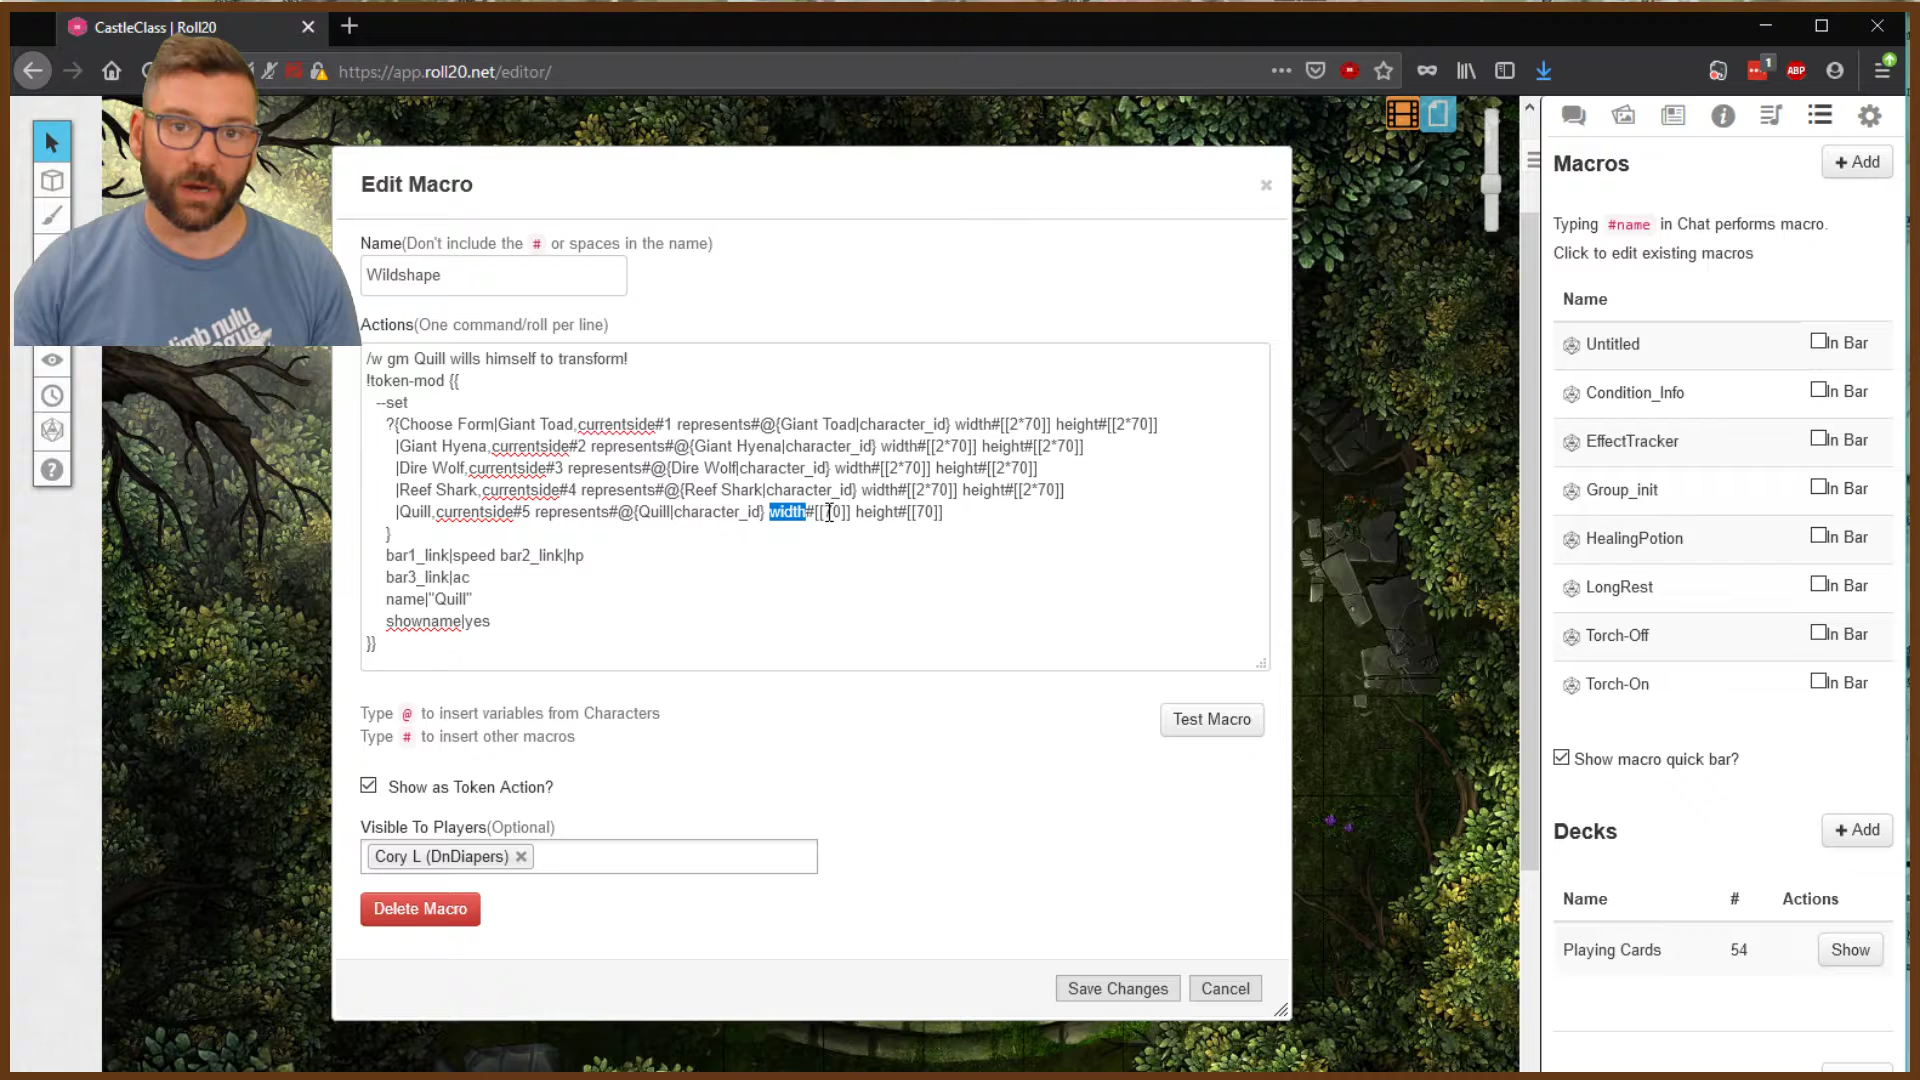 CastleClass | Roll20
https://app.roll20.net/editor/
1
ABP
Edit Macro
Name(Don't include the # or spaces in the name)
Wildshape
Actions(One command/roll per line)
/w gm Quill wills himself to transform!
!token-mod {{
--set
?{Choose Form|Giant Toad,currentside#1 represents#@{Giant Toad|character_id} width#[[2*70]] height#[[2*70]]
|Giant Hyena,currentside#2 represents#@{Giant Hyena|character_id} width#[[2*70]] height#[[2*70]]
|Dire Wolf,currentside#3 represents#@{Dire Wolf|character_id} width#[[2*70]] height#[[2*70]]
|Reef Shark,currentside#4 represents#@{Reef Shark|character_id} width#[[2*70]] height#[[2*70]]
|Quill,currentside#5 represents#@{Quill|character_id} width#[[70]] height#[[70]]
}
bar1_link|speed bar2_link|hp
bar3_link|ac
name|"Quill"
showname|yes
}}
Type @ to insert variables from Characters
Type # to insert other macros
Test Macro
Show as Token Action?
Visible To Players(Optional)
Cory L (DnDiapers)
Delete Macro
Save Changes
Cancel
Macros
+ Add
Typing #name in Chat performs macro.
Click to edit existing macros
Name
Untitled In Bar
Condition_Info In Bar
EffectTracker In Bar
Group_init In Bar
HealingPotion In Bar
LongRest In Bar
Torch-Off In Bar
Torch-On In Bar
Show macro quick bar?
Decks
+ Add
Name # Actions
Playing Cards 54 Show